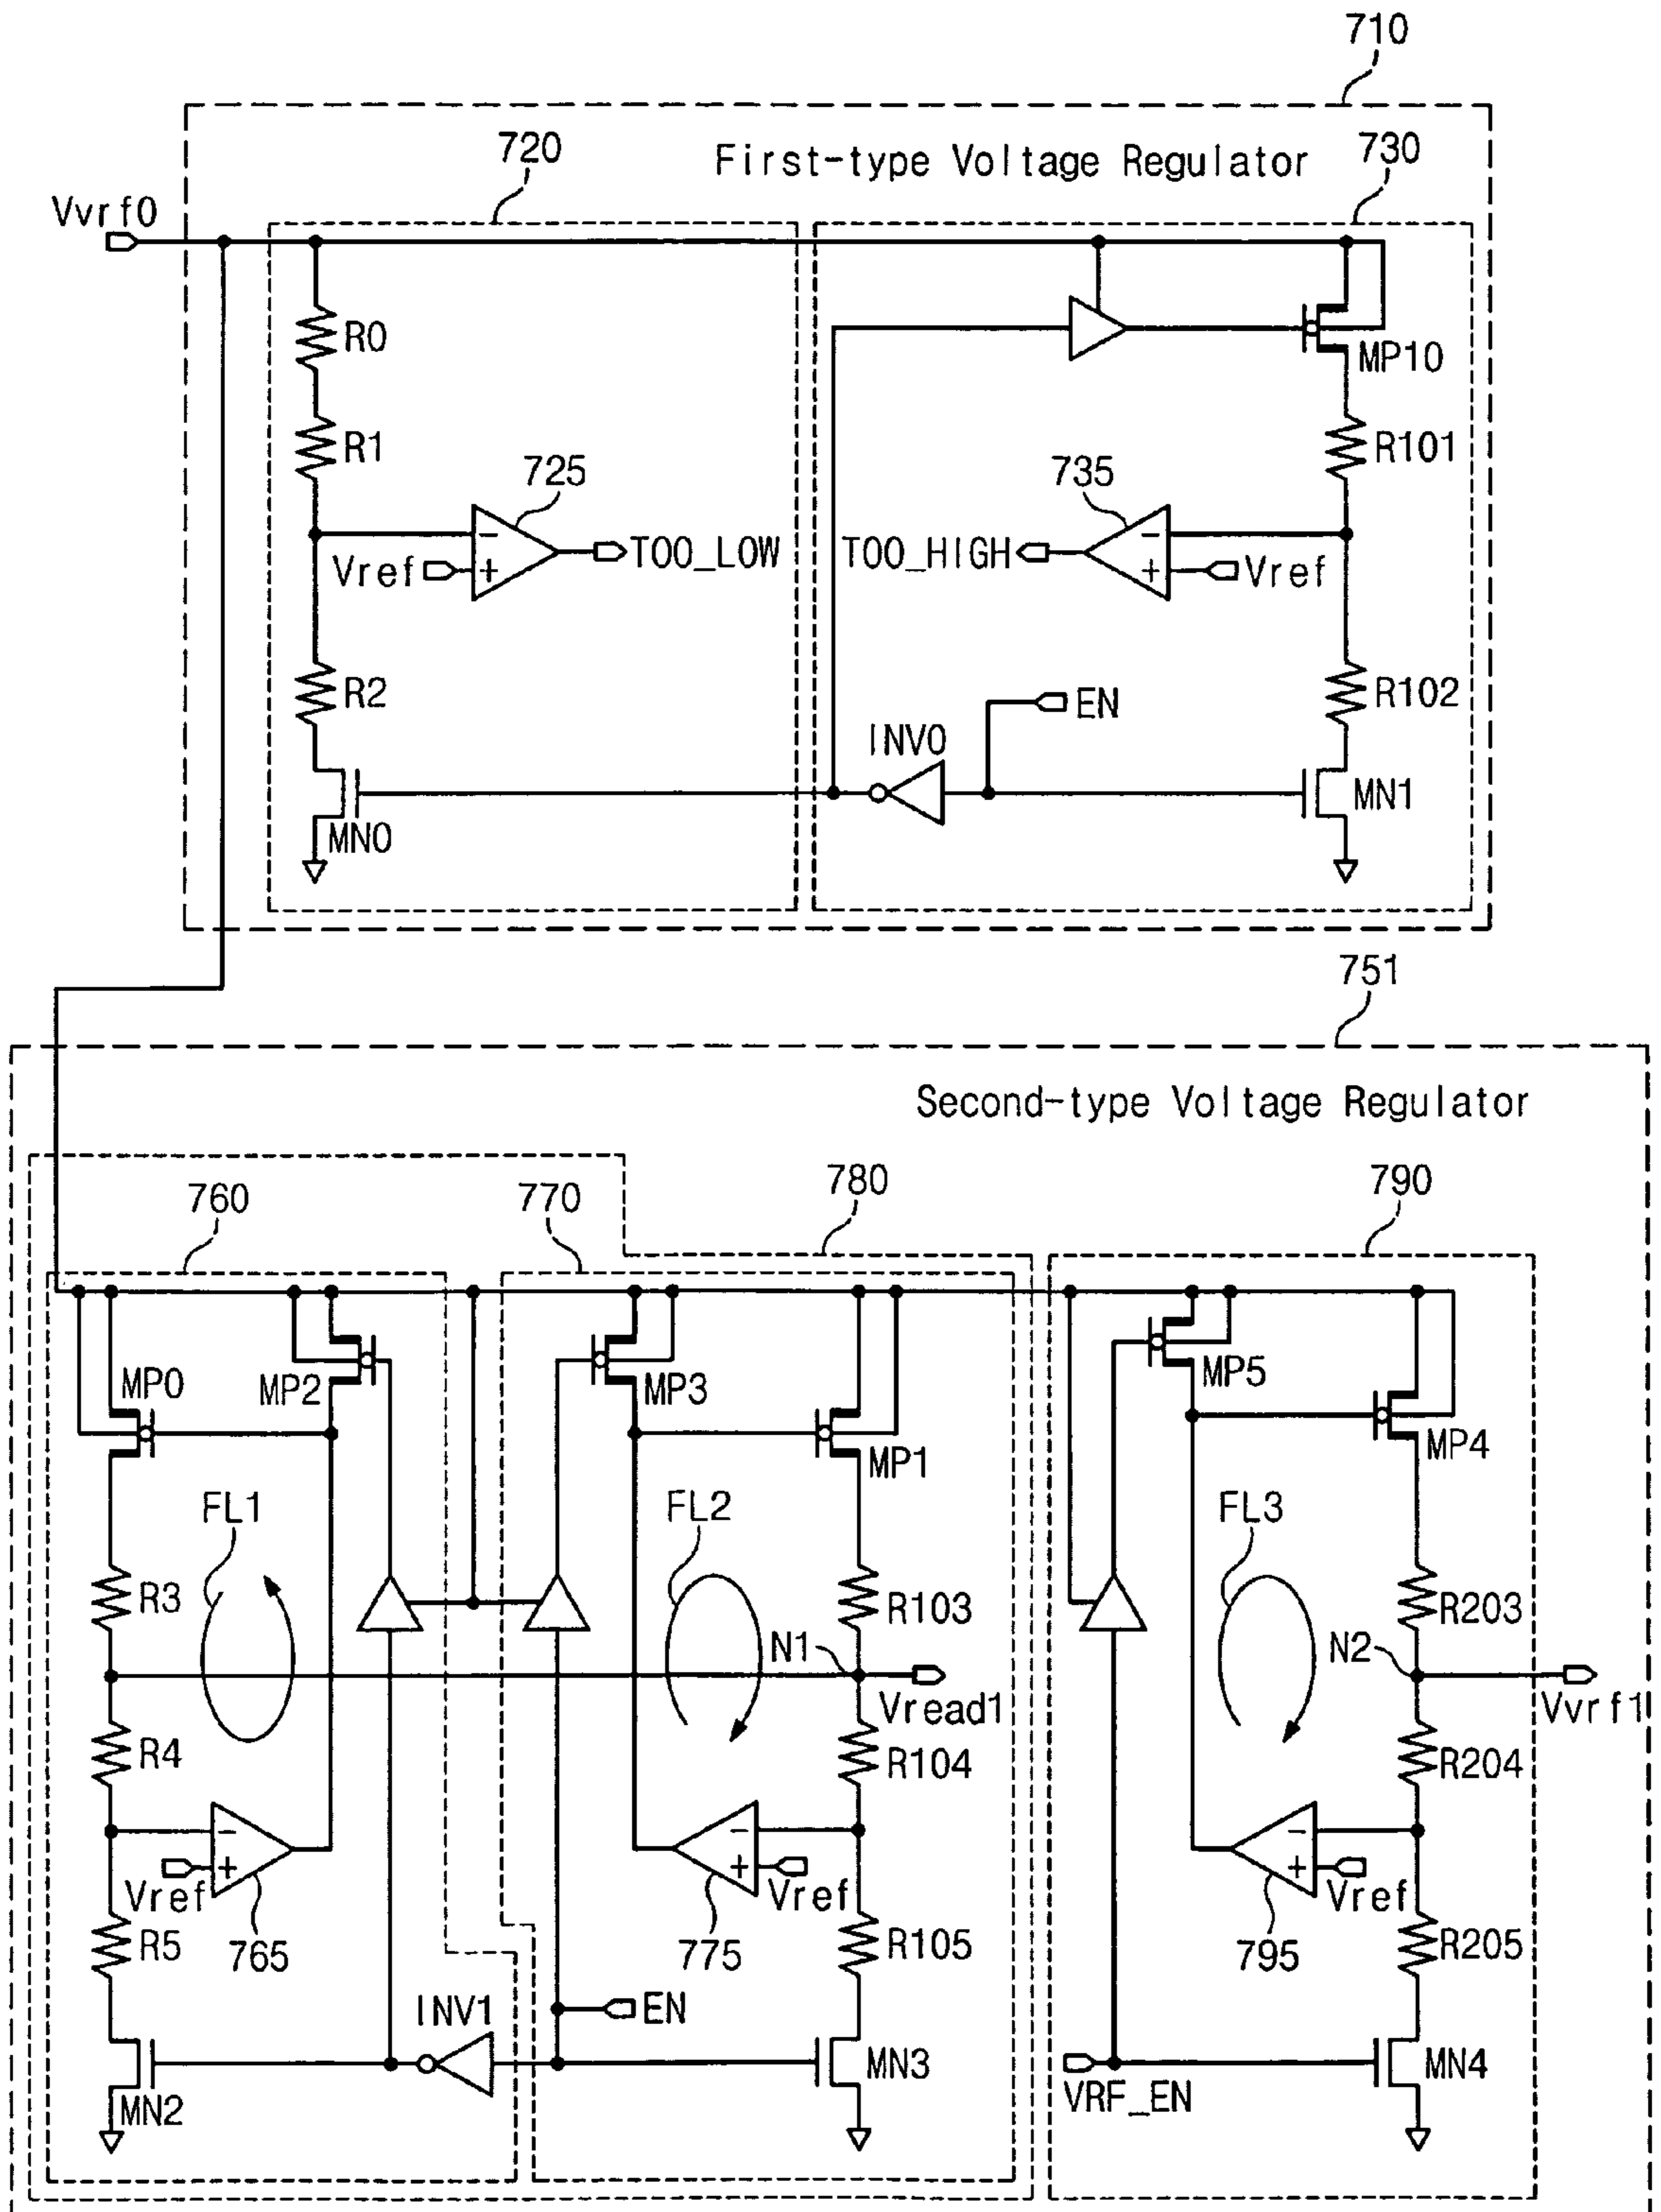 710
720
First-type Voltage Regulator
730
Vvrf0
R0
MP10
R1
R101
725
735
TOO_LOW
TOO_HIGH
Vref
Vref
R2
R102
EN
INV0
MN0
MN1
751
Second-type Voltage Regulator
760
770
780
790
MP0
MP2
MP3
MP5
MP1
MP4
FL1
FL2
FL3
R3
R103
R203
N1
N2
Vread1
Vvrf1
R4
R104
R204
Vref
Vref
Vref
R5
765
775
R105
795
R205
INV1
EN
MN2
MN3
VRF_EN
MN4